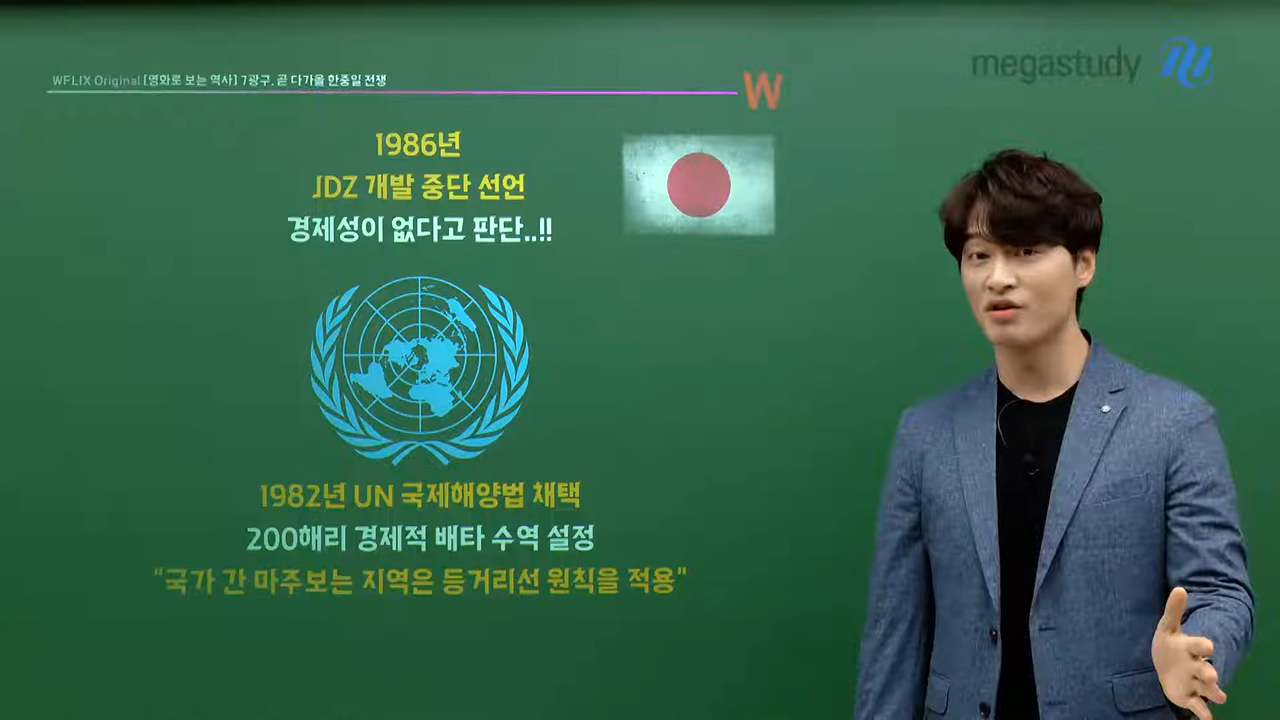 WFLIX Original [영화로 보는 역사] 7광구, 곧 다가올 한중일 전쟁
W
megastudy
1986년
JDZ 개발 중단 선언
경제성이 없다고 판단..!!
1982년 UN 국제해양법 채택
200해리 경제적 배타 수역 설정
"국가 간 마주보는 지역은 등거리선 원칙을 적용"